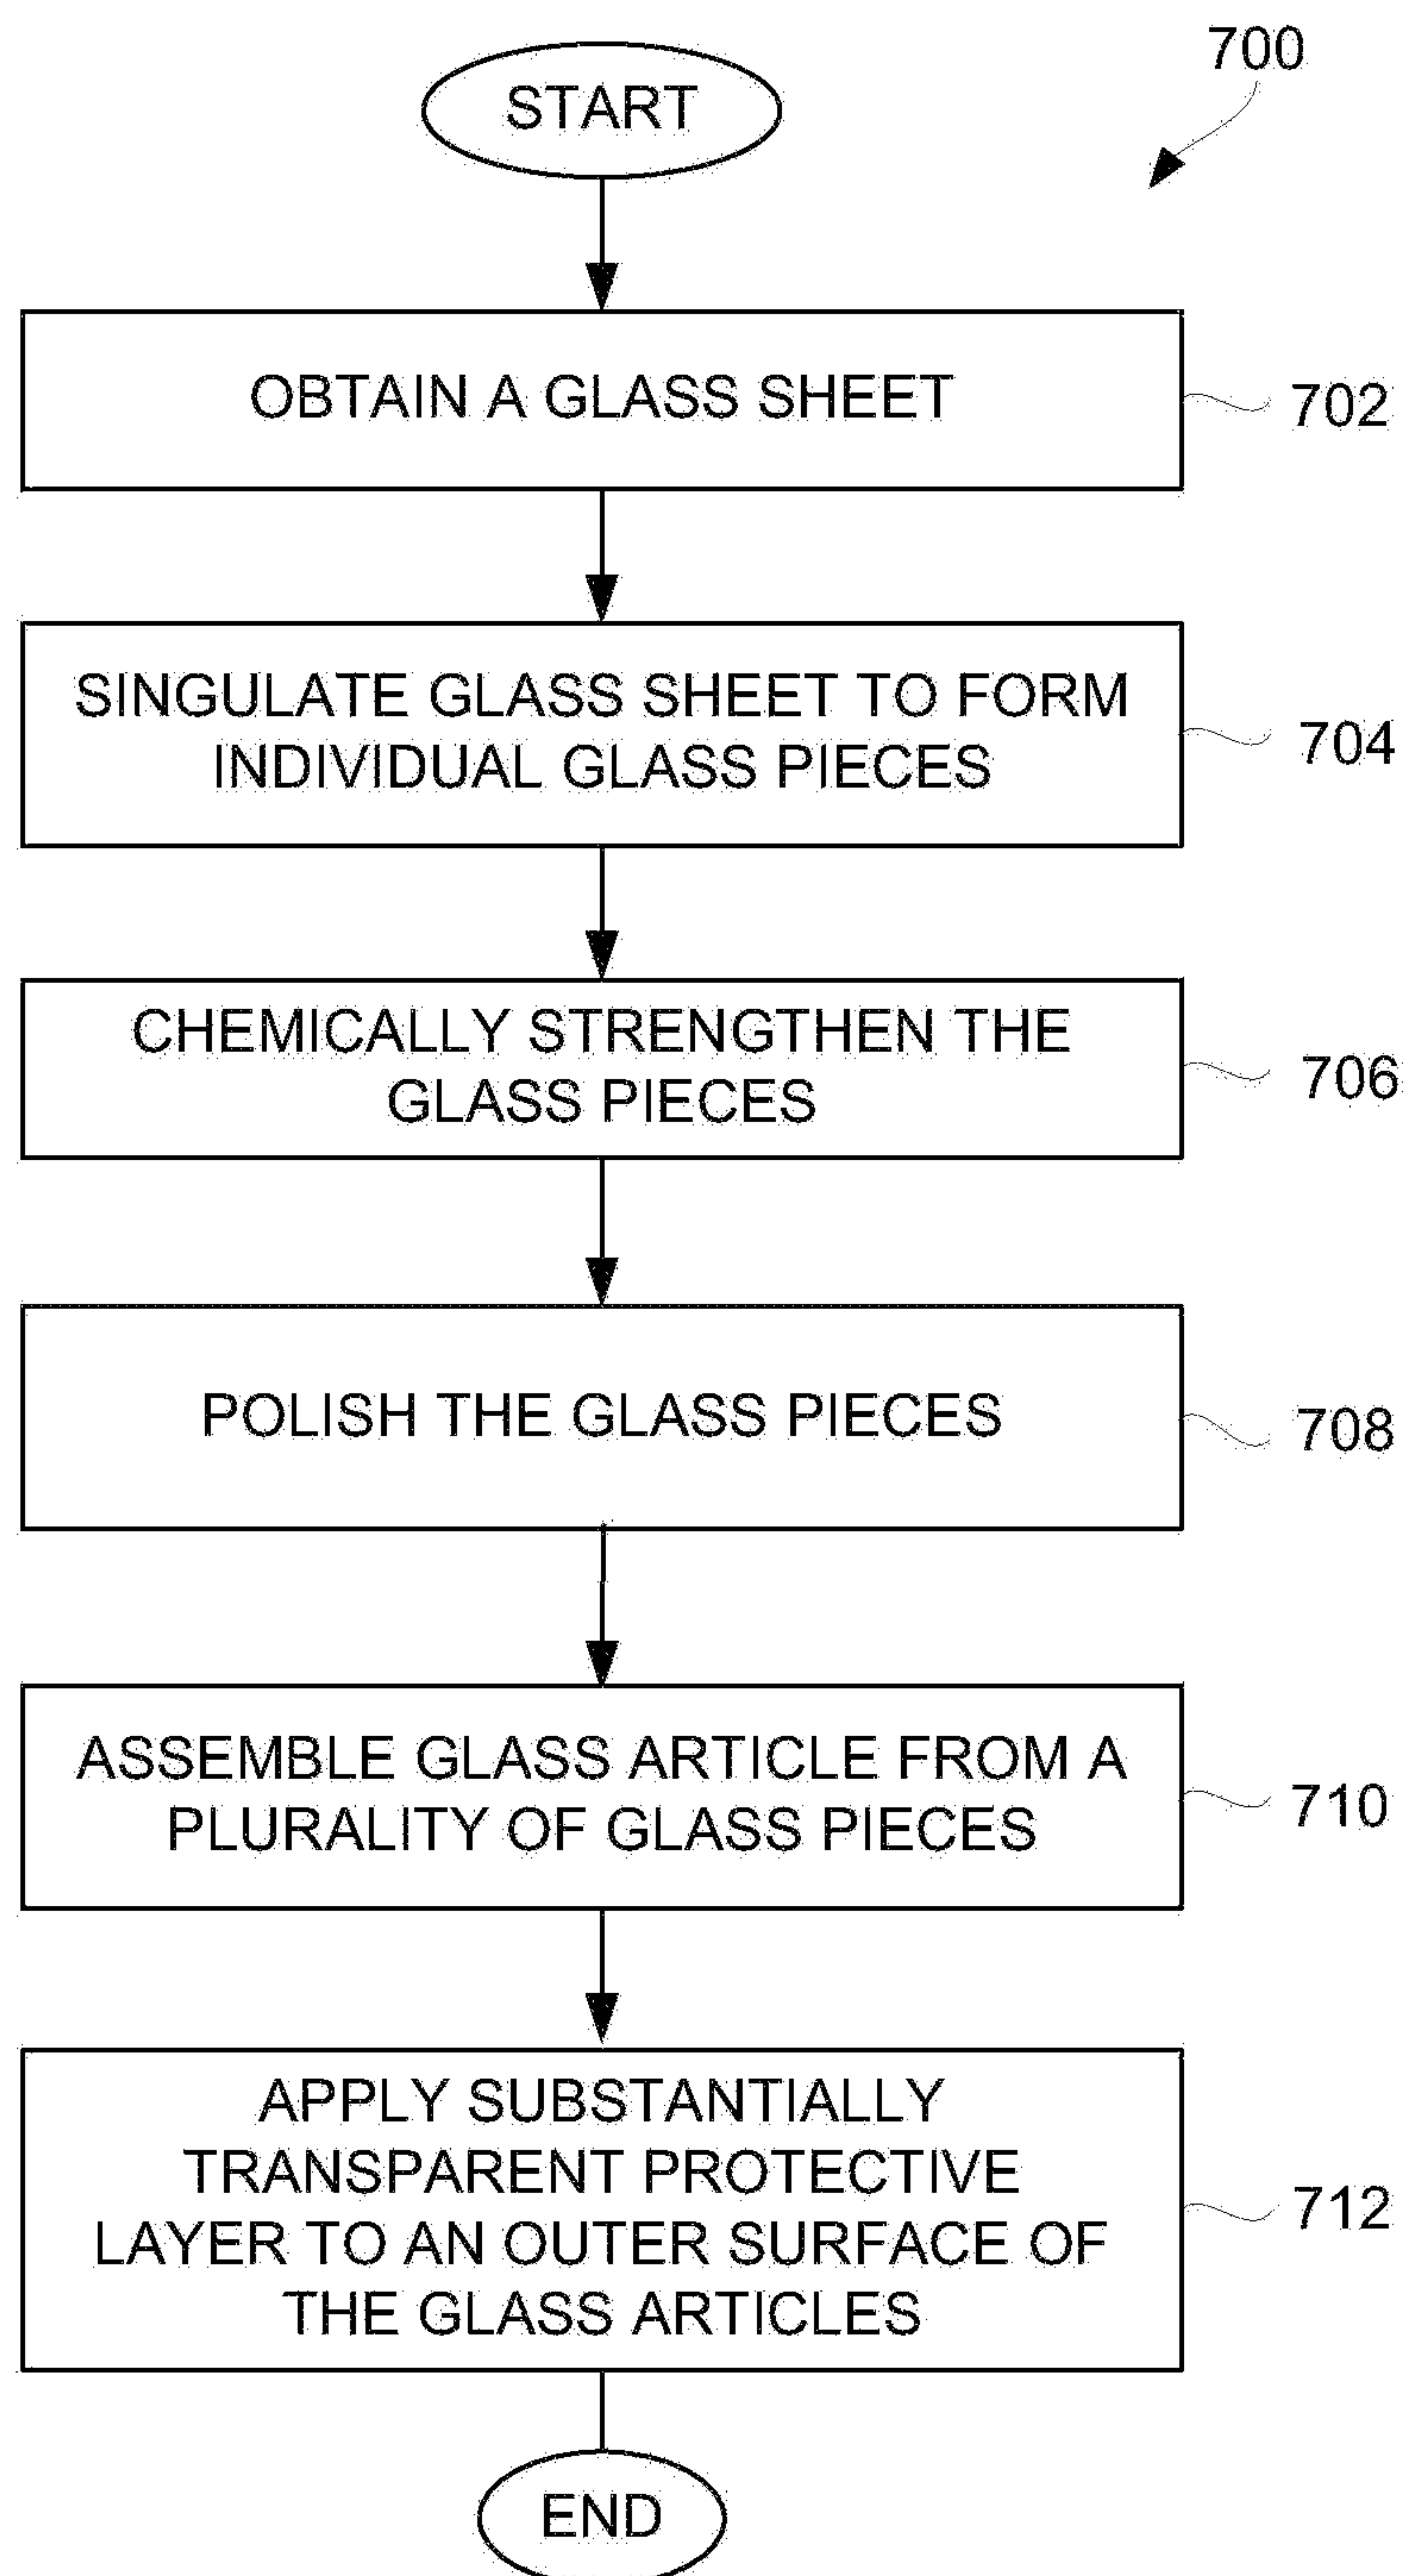 700
START
OBTAIN A GLASS SHEET
702
SINGULATE GLASS SHEET TO FORM
INDIVIDUAL GLASS PIECES
704
CHEMICALLY STRENGTHEN THE
GLASS PIECES
706
POLISH THE GLASS PIECES
708
ASSEMBLE GLASS ARTICLE FROM A
PLURALITY OF GLASS PIECES
710
APPLY SUBSTANTIALLY
TRANSPARENT PROTECTIVE
LAYER TO AN OUTER SURFACE OF
THE GLASS ARTICLES
712
END